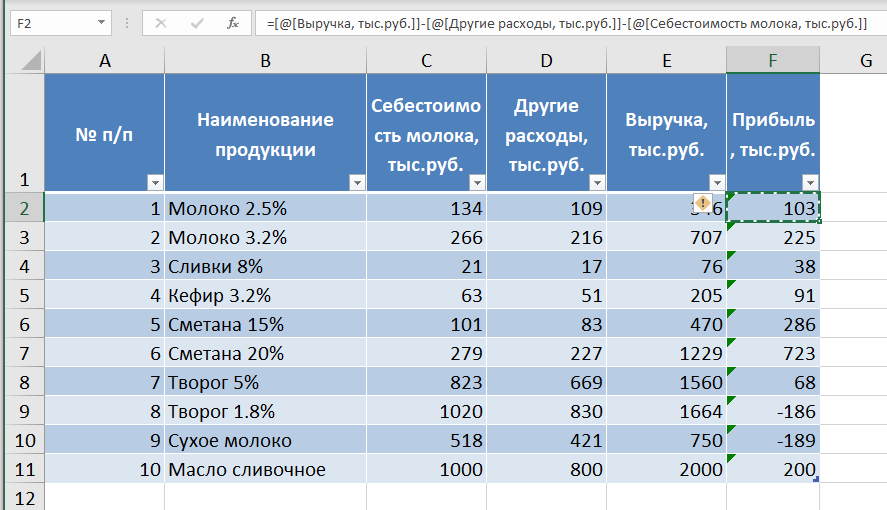 F2 fx =[@[Выручка, тыс.руб.]]-[@[Другие расходы, тыс.руб.]]-[@[Себестоимость молока, тыс.руб.]]
A B C D E F G
1 № п/п Наименование продукции Себестоимо сть молока, тыс.руб. Другие расходы, тыс.руб. Выручка, тыс.руб. Прибыль , тыс.руб.
2 1 Молоко 2.5% 134 109 103
3 2 Молоко 3.2% 266 216 707 225
4 3 Сливки 8% 21 17 76 38
5 4 Кефир 3.2% 63 51 205 91
6 5 Сметана 15% 101 83 470 286
7 6 Сметана 20% 279 227 1229 723
8 7 Творог 5% 823 669 1560 68
9 8 Творог 1.8% 1020 830 1664 -186
10 9 Сухое молоко 518 421 750 -189
11 10 Масло сливочное 1000 800 2000 200
12